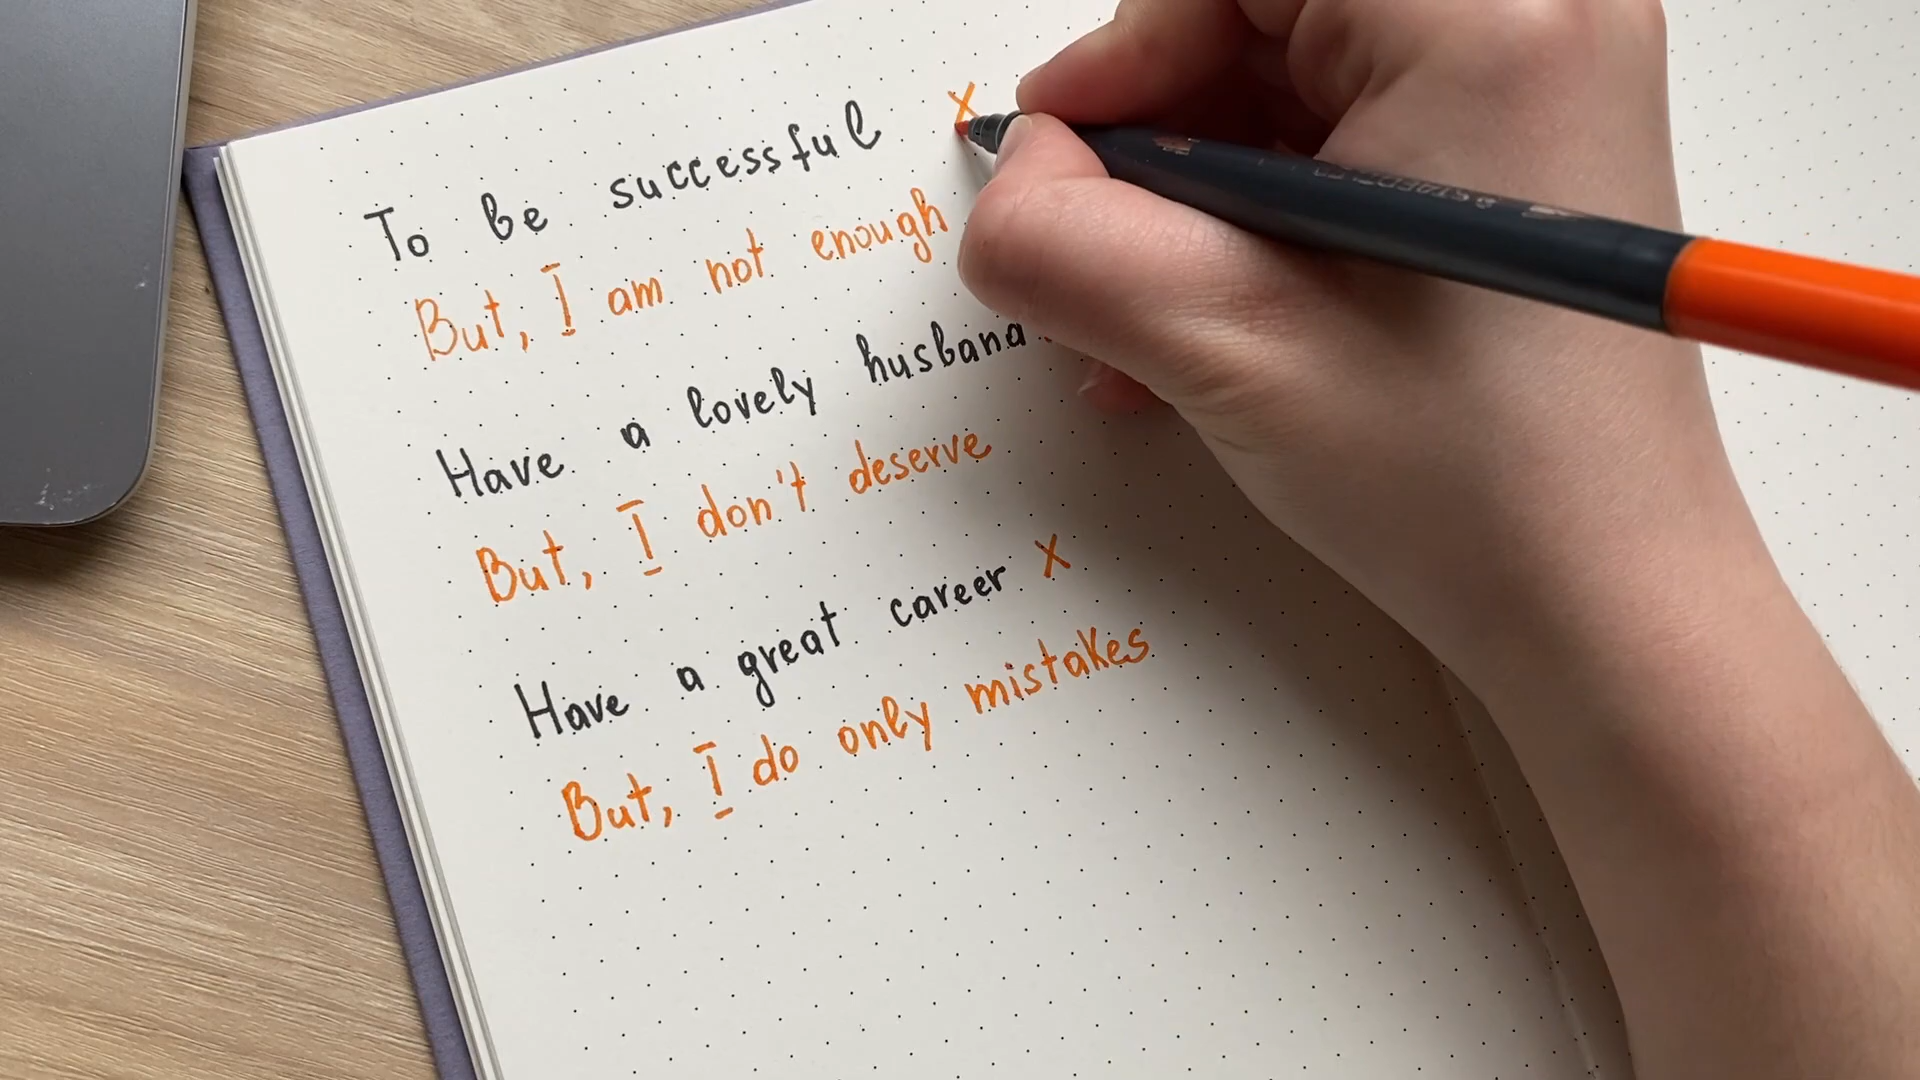 To be successful X
But, I am not enough
Have a lovely husband
But, I don't deserve
Have a great career X
But, I do only mistakes
STAEDTLER